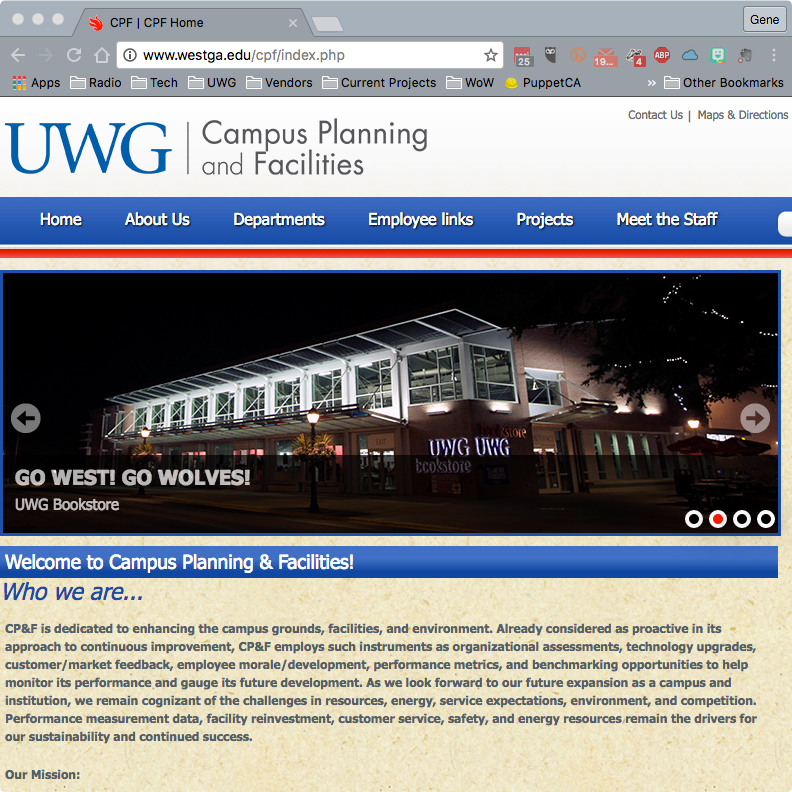 CPF | CPF Home
Gene
www.westga.edu/cpf/index.php
25
19...
4
ABP
Apps Radio Tech UWG Vendors Current Projects WoW PuppetCA » Other Bookmarks
Contact Us | Maps & Directions
UWG | Campus Planning
and Facilities
Home About Us Departments Employee links Projects Meet the Staff
bookstore
UWG UWG
bookstore
EXIT
GO WEST! GO WOLVES!
UWG Bookstore
Welcome to Campus Planning & Facilities!
Who we are...
CP&F is dedicated to enhancing the campus grounds, facilities, and environment. Already considered as proactive in its
approach to continuous improvement, CP&F employs such instruments as organizational assessments, technology upgrades,
customer/market feedback, employee morale/development, performance metrics, and benchmarking opportunities to help
monitor its performance and gauge its future development. As we look forward to our future expansion as a campus and
institution, we remain cognizant of the challenges in resources, energy, service expectations, environment, and competition.
Performance measurement data, facility reinvestment, customer service, safety, and energy resources remain the drivers for
our sustainability and continued success.
Our Mission: